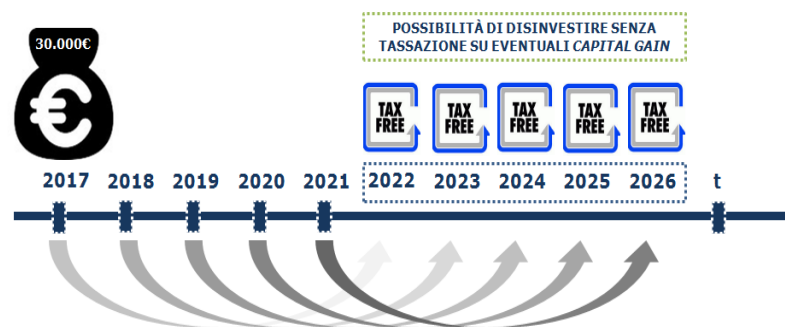 POSSIBILITÀ DI DISINVESTIRE SENZA
TASSAZIONE SU EVENTUALI CAPITAL GAIN
30.000€
€
TAX
FREE
TAX
FREE
TAX
FREE
TAX
FREE
TAX
FREE
2017 2018 2019 2020 2021 2022 2023 2024 2025 2026 t